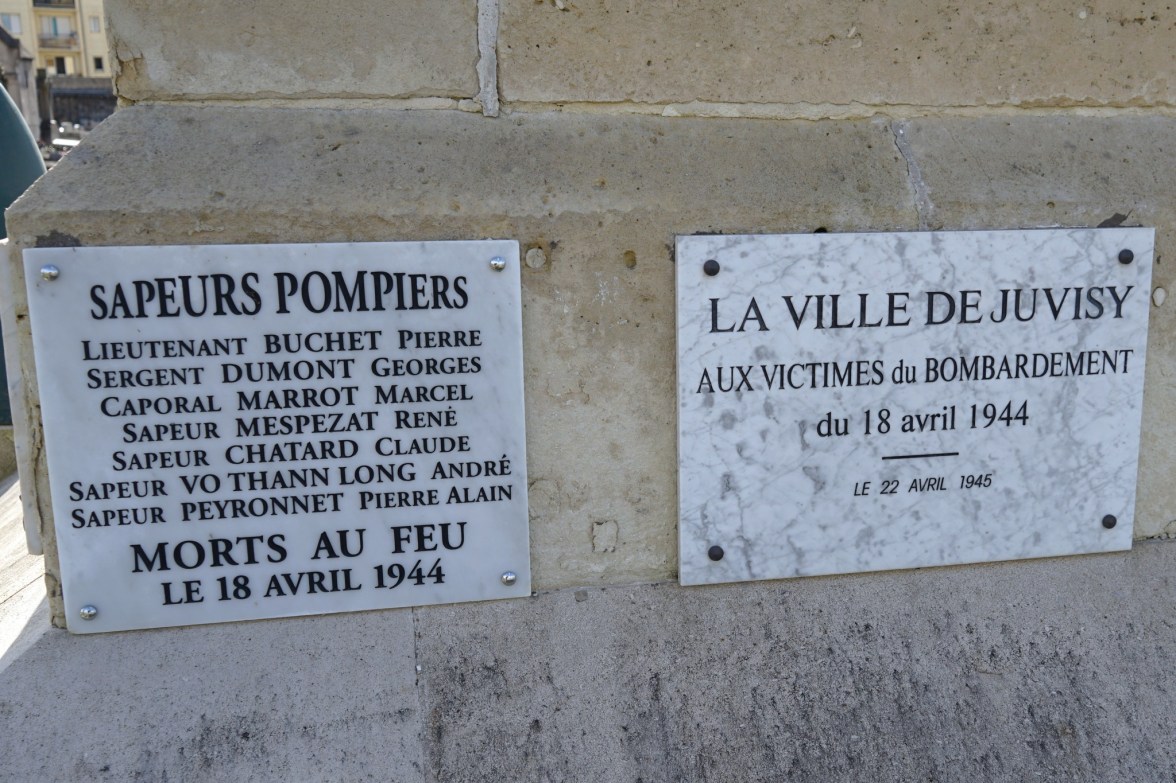 SAPEURS POMPIERS
LIEUTENANT BUCHET PIERRE
SERGENT DUMONT GEORGES
CAPORAL MARROT MARCEL
SAPEUR MESPEZAT RENÉ
SAPEUR CHATARD CLAUDE
SAPEUR VO THANN LONG ANDRÉ
SAPEUR PEYRONNET PIERRE ALAIN
MORTS AU FEU
LE 18 AVRIL 1944
LA VILLE DE JUVISY
AUX VICTIMES du BOMBARDEMENT
du 18 avril 1944
LE 22 AVRIL 1945